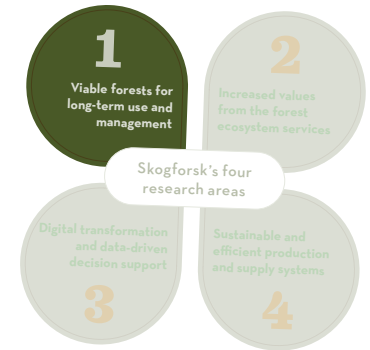 1
Viable forests for
long-term use and
management
2
Increased values
from the forest
ecosystem services
Skogforsk's four
research areas
Digital transformation
and data-driven
decision support
3
Sustainable and
efficient production
and supply systems
4